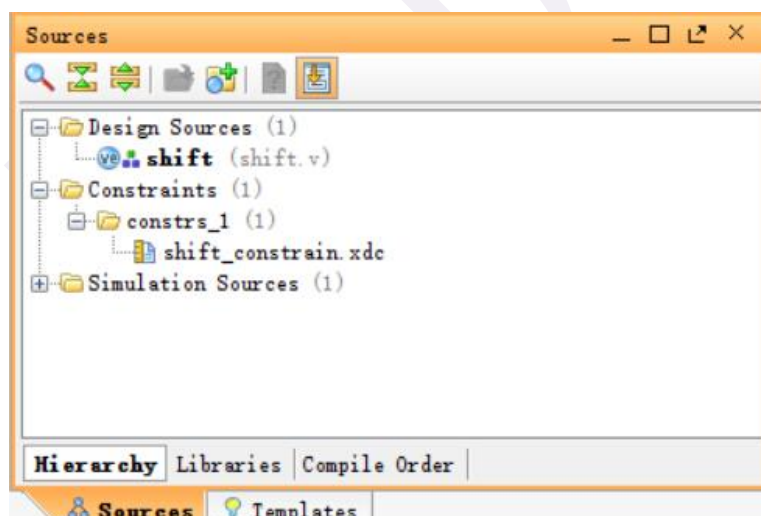 Sources
Design Sources (1)
shift (shift.v)
Constraints (1)
constrs_1 (1)
shift_constrain.xdc
Simulation Sources (1)
Hierarchy Libraries Compile Order
Sources Templates